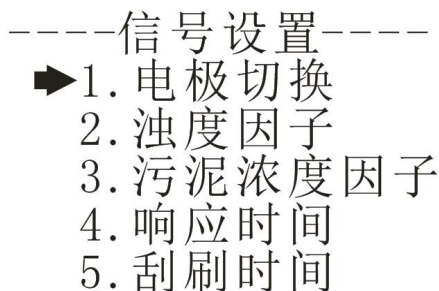 ----信号设置----
➡1.电极切换
2.浊度因子
3.污泥浓度因子
4.响应时间
5.刮刷时间